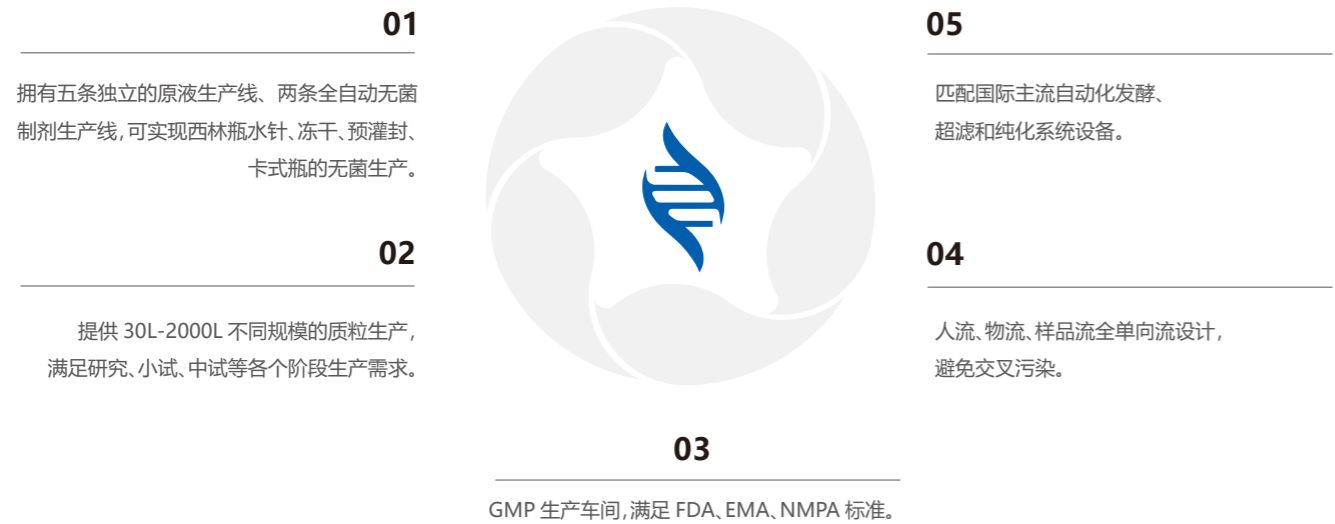 01
拥有五条独立的原液生产线、两条全自动无菌
制剂生产线,可实现西林瓶水针、冻干、预灌封、
卡式瓶的无菌生产。
02
提供 30L-2000L 不同规模的质粒生产,
满足研究、小试、中试等各个阶段生产需求。
03
GMP 生产车间,满足 FDA、EMA、NMPA 标准。
04
人流、物流、样品流全单向流设计,
避免交叉污染。
05
匹配国际主流自动化发酵、
超滤和纯化系统设备。